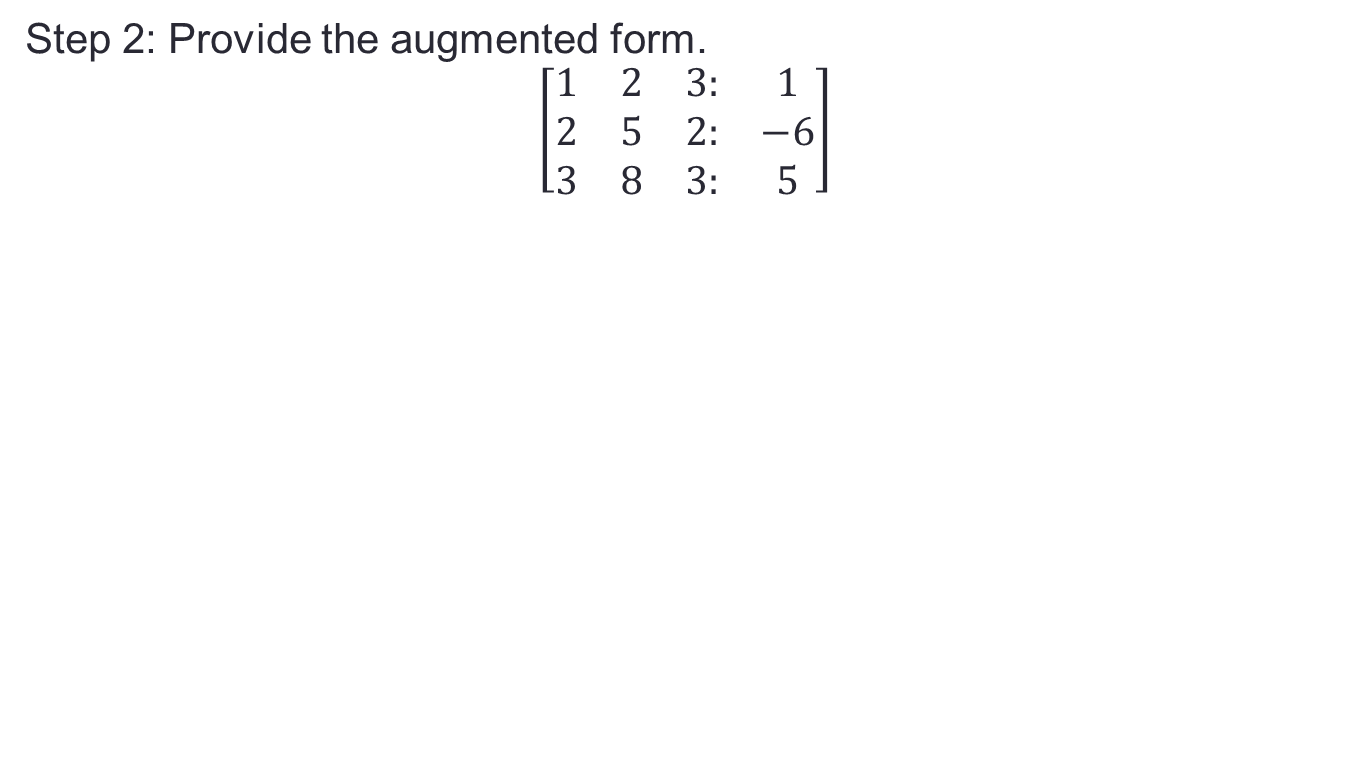 Step 2: Provide the augmented form.
1 2 3: 1
2 5 2: −6
3 8 3: 5